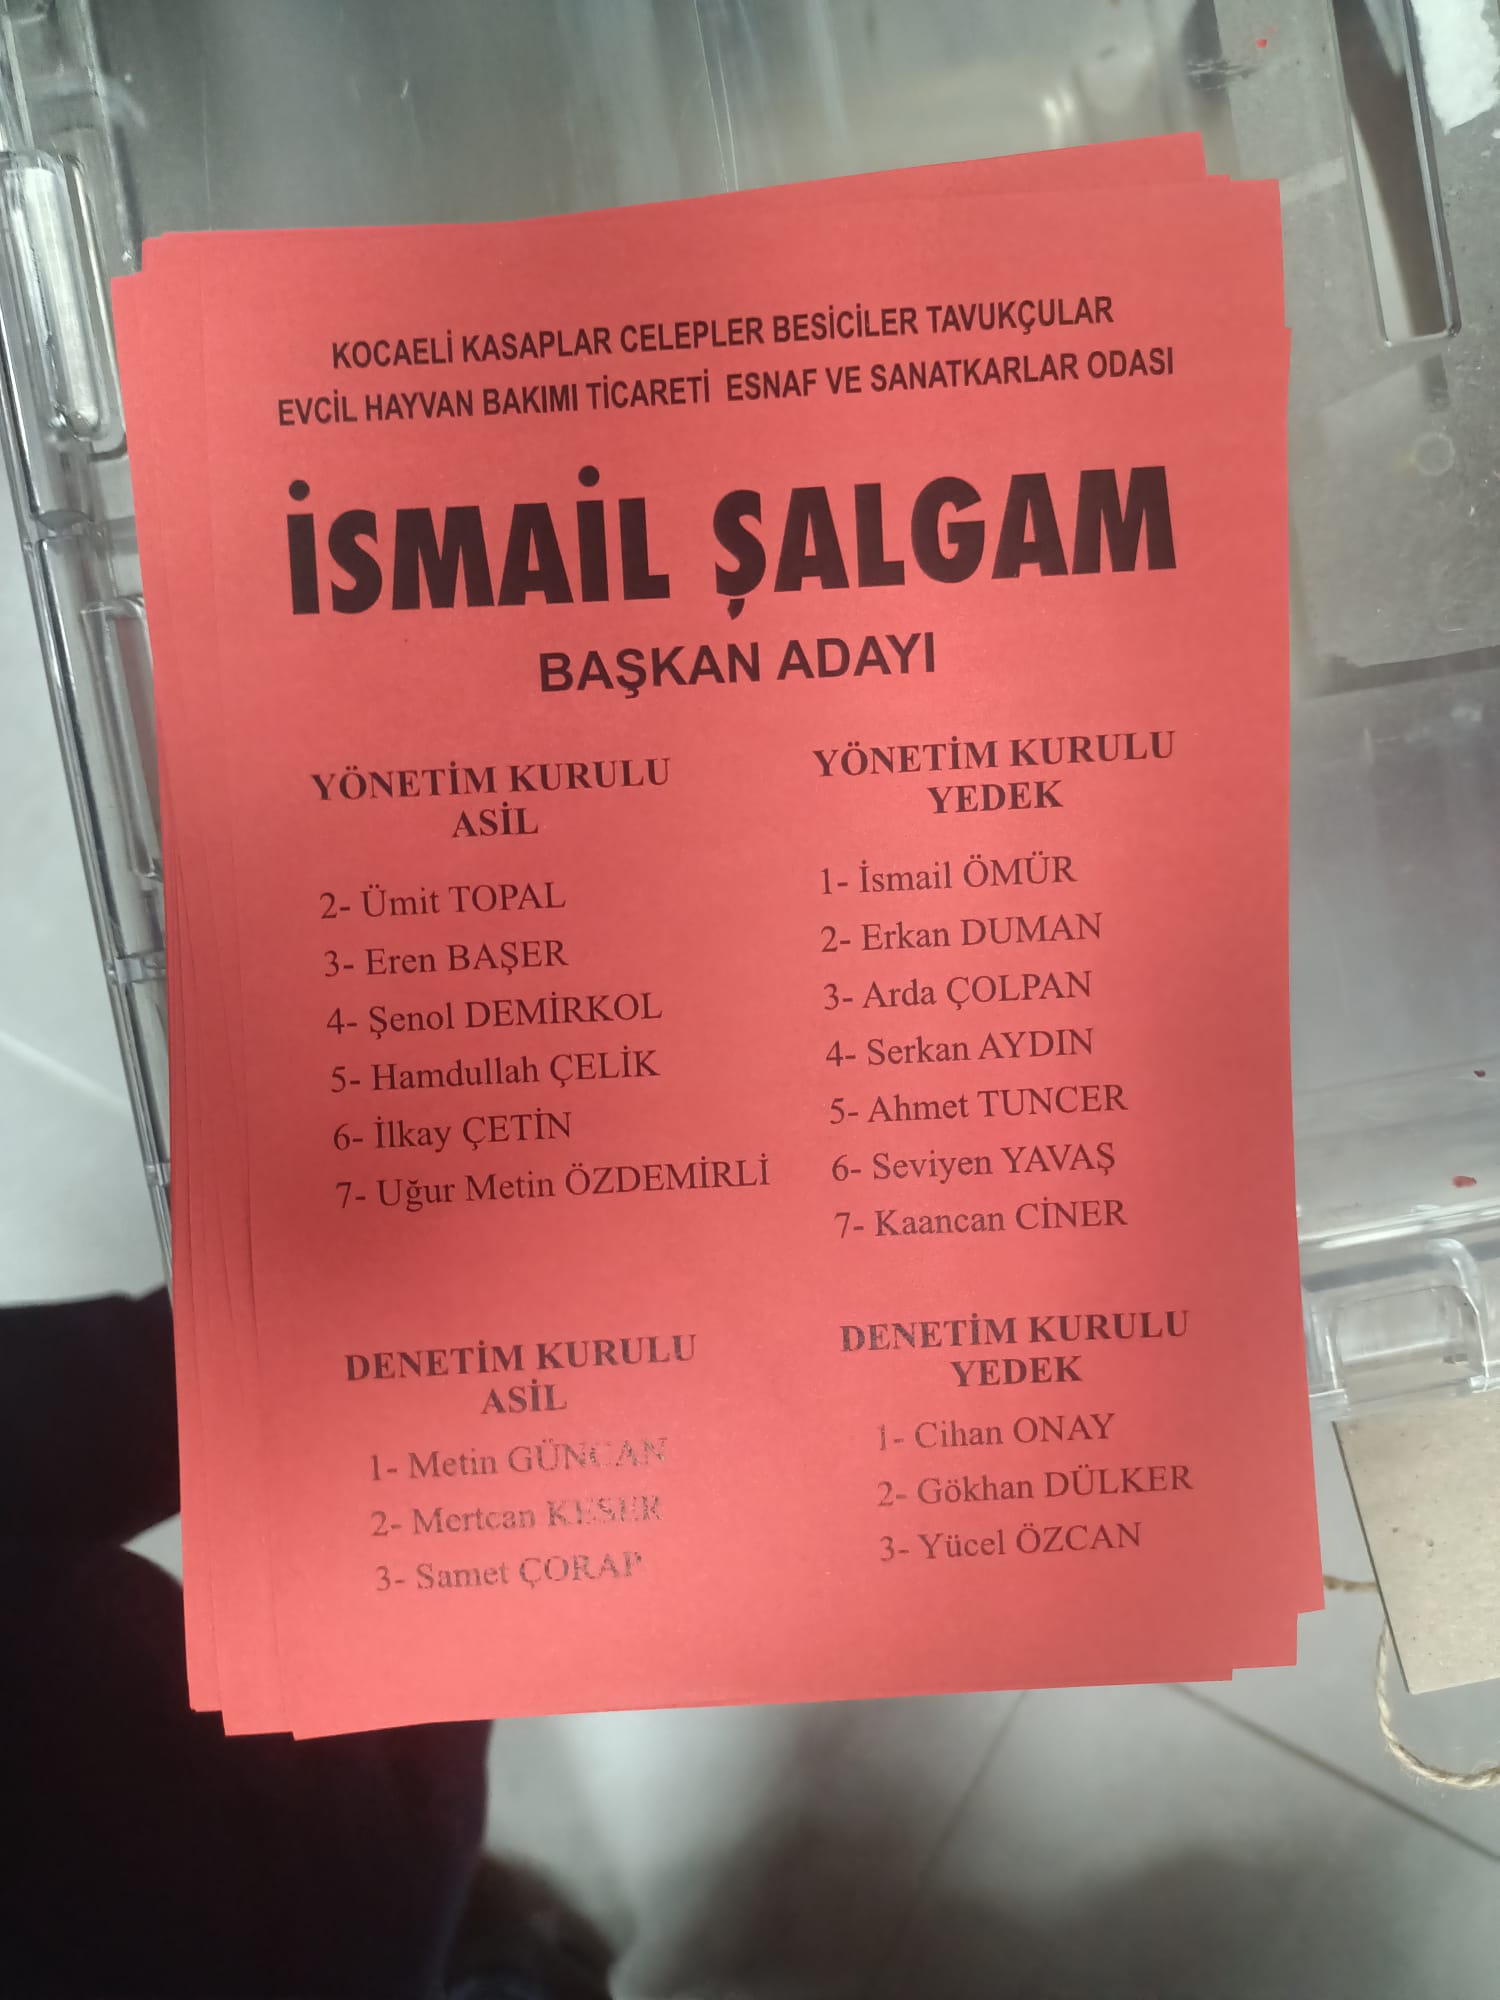 KOCAELİ KASAPLAR CELEPLER BESİCİLER TAVUKÇULAR
EVCİL HAYVAN BAKIMI TİCARETİ ESNAF VE SANATKARLAR ODASI
İSMAİL ŞALGAM
BAŞKAN ADAYI
YÖNETİM KURULU
ASİL
2- Ümit TOPAL
3- Eren BAŞER
4- Şenol DEMİRKOL
5- Hamdullah ÇELİK
6- İlkay ÇETİN
7- Uğur Metin ÖZDEMİRLİ
YÖNETİM KURULU
YEDEK
1- İsmail ÖMÜR
2- Erkan DUMAN
3- Arda ÇOLPAN
4- Serkan AYDIN
5- Ahmet TUNCER
6- Seviyen YAVAŞ
7- Kaancan CİNER
DENETİM KURULU
ASİL
1- Metin GÜNCAN
2- Mertcan KESER
3- Samet ÇORAP
DENETİM KURULU
YEDEK
1- Cihan ONAY
2- Gökhan DÜLKER
3- Yücel ÖZCAN